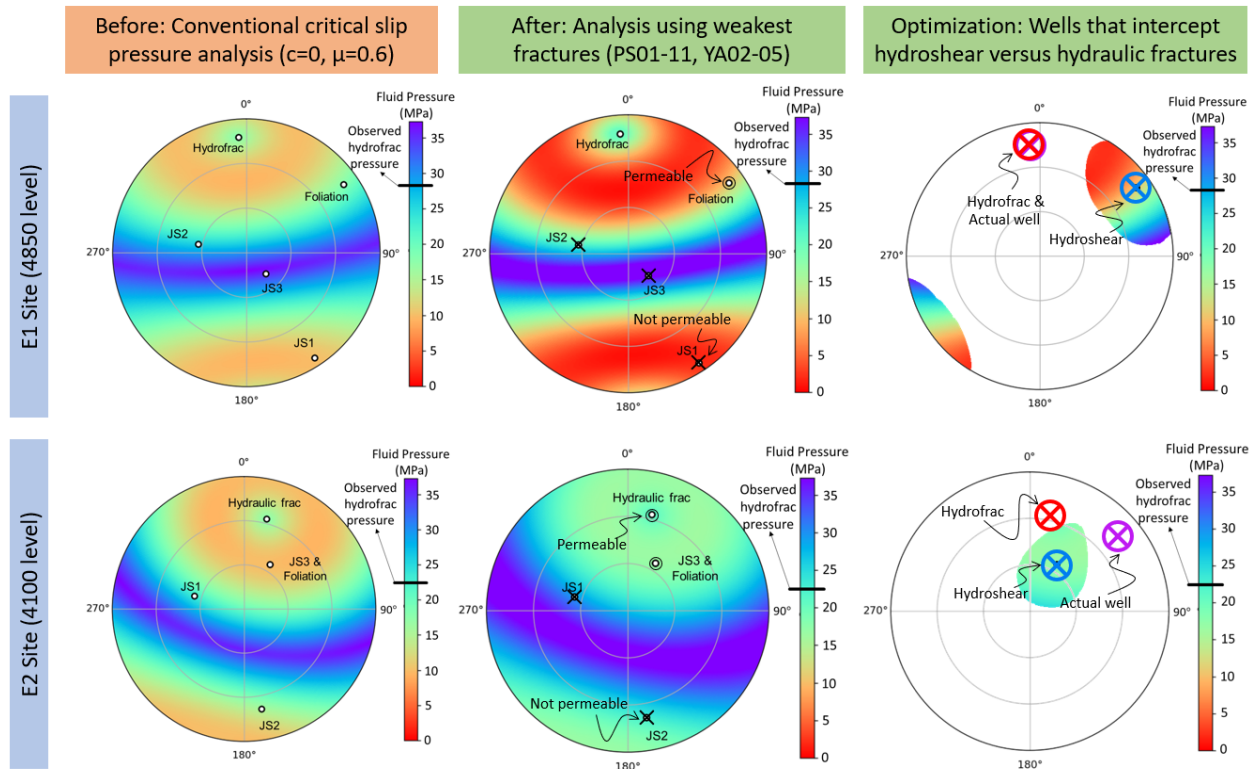 Before: Conventional critical slip
pressure analysis (c=0, μ=0.6)
After: Analysis using weakest
fractures (PS01-11, YA02-05)
Optimization: Wells that intercept
hydroshear versus hydraulic fractures
E1 Site (4850 level)
0°
Hydrofrac
Foliation
JS2
270°
90°
JS3
JS1
180°
Fluid Pressure
(MPa)
Observed
hydrofrac
pressure
35
30
25
20
15
10
5
0
0°
Hydrofrac
Permeable
Foliation
JS2
270°
90°
JS3
Not permeable
JS1
180°
Fluid Pressure
(MPa)
Observed
hydrofrac
pressure
35
30
25
20
15
10
5
0
0°
Hydrofrac &
Actual well
Hydroshear
270°
90°
180°
Fluid Pressure
(MPa)
Observed
hydrofrac
pressure
35
30
25
20
15
10
5
0
E2 Site (4100 level)
0°
Hydraulic frac
JS3 &
Foliation
JS1
270°
90°
JS2
180°
Fluid Pressure
(MPa)
Observed
hydrofrac
pressure
35
30
25
20
15
10
5
0
0°
Hydraulic frac
Permeable
JS3 &
Foliation
JS1
270°
90°
Not permeable
JS2
180°
Fluid Pressure
(MPa)
Observed
hydrofrac
pressure
35
30
25
20
15
10
5
0
0°
Hydrofrac
Hydroshear
Actual well
270°
90°
180°
Fluid Pressure
(MPa)
Observed
hydrofrac
pressure
35
30
25
20
15
10
5
0